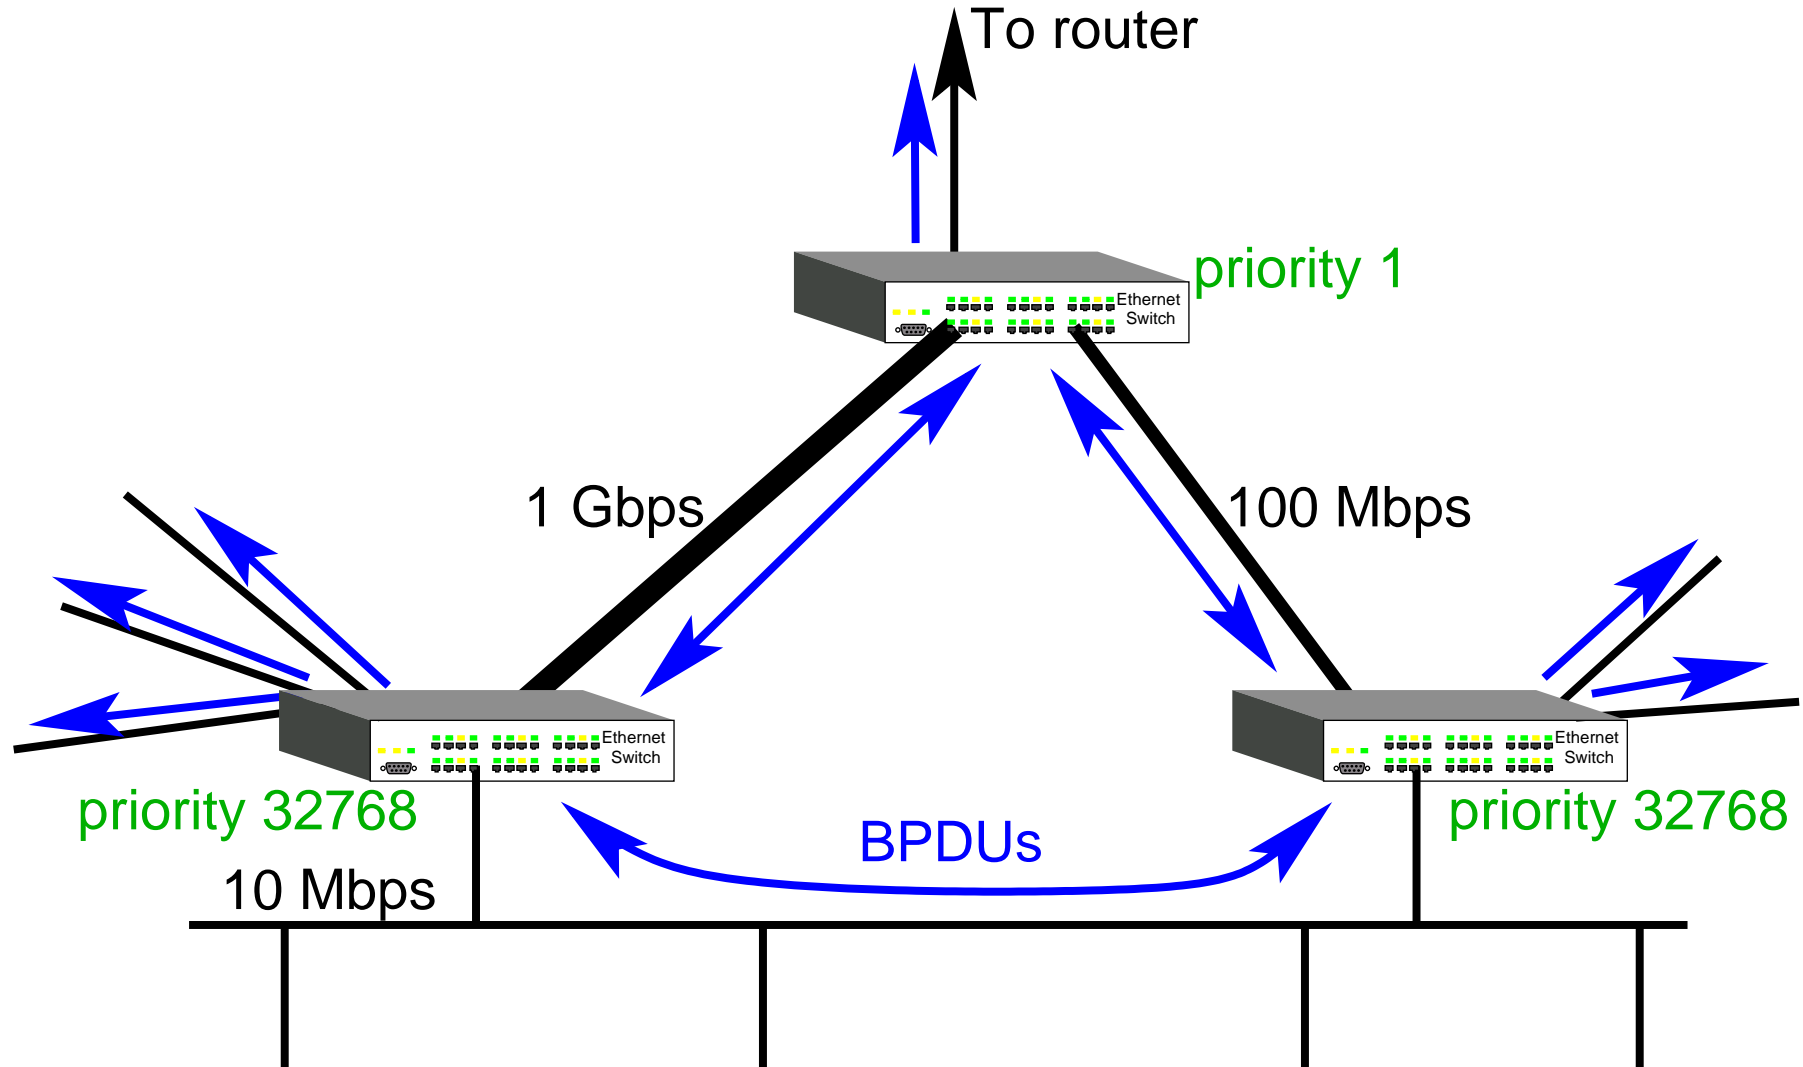 To router
priority 1
Ethernet
Switch
1 Gbps
100 Mbps
Ethernet
Switch
Ethernet
Switch
priority 32768
BPDUs
priority 32768
10 Mbps